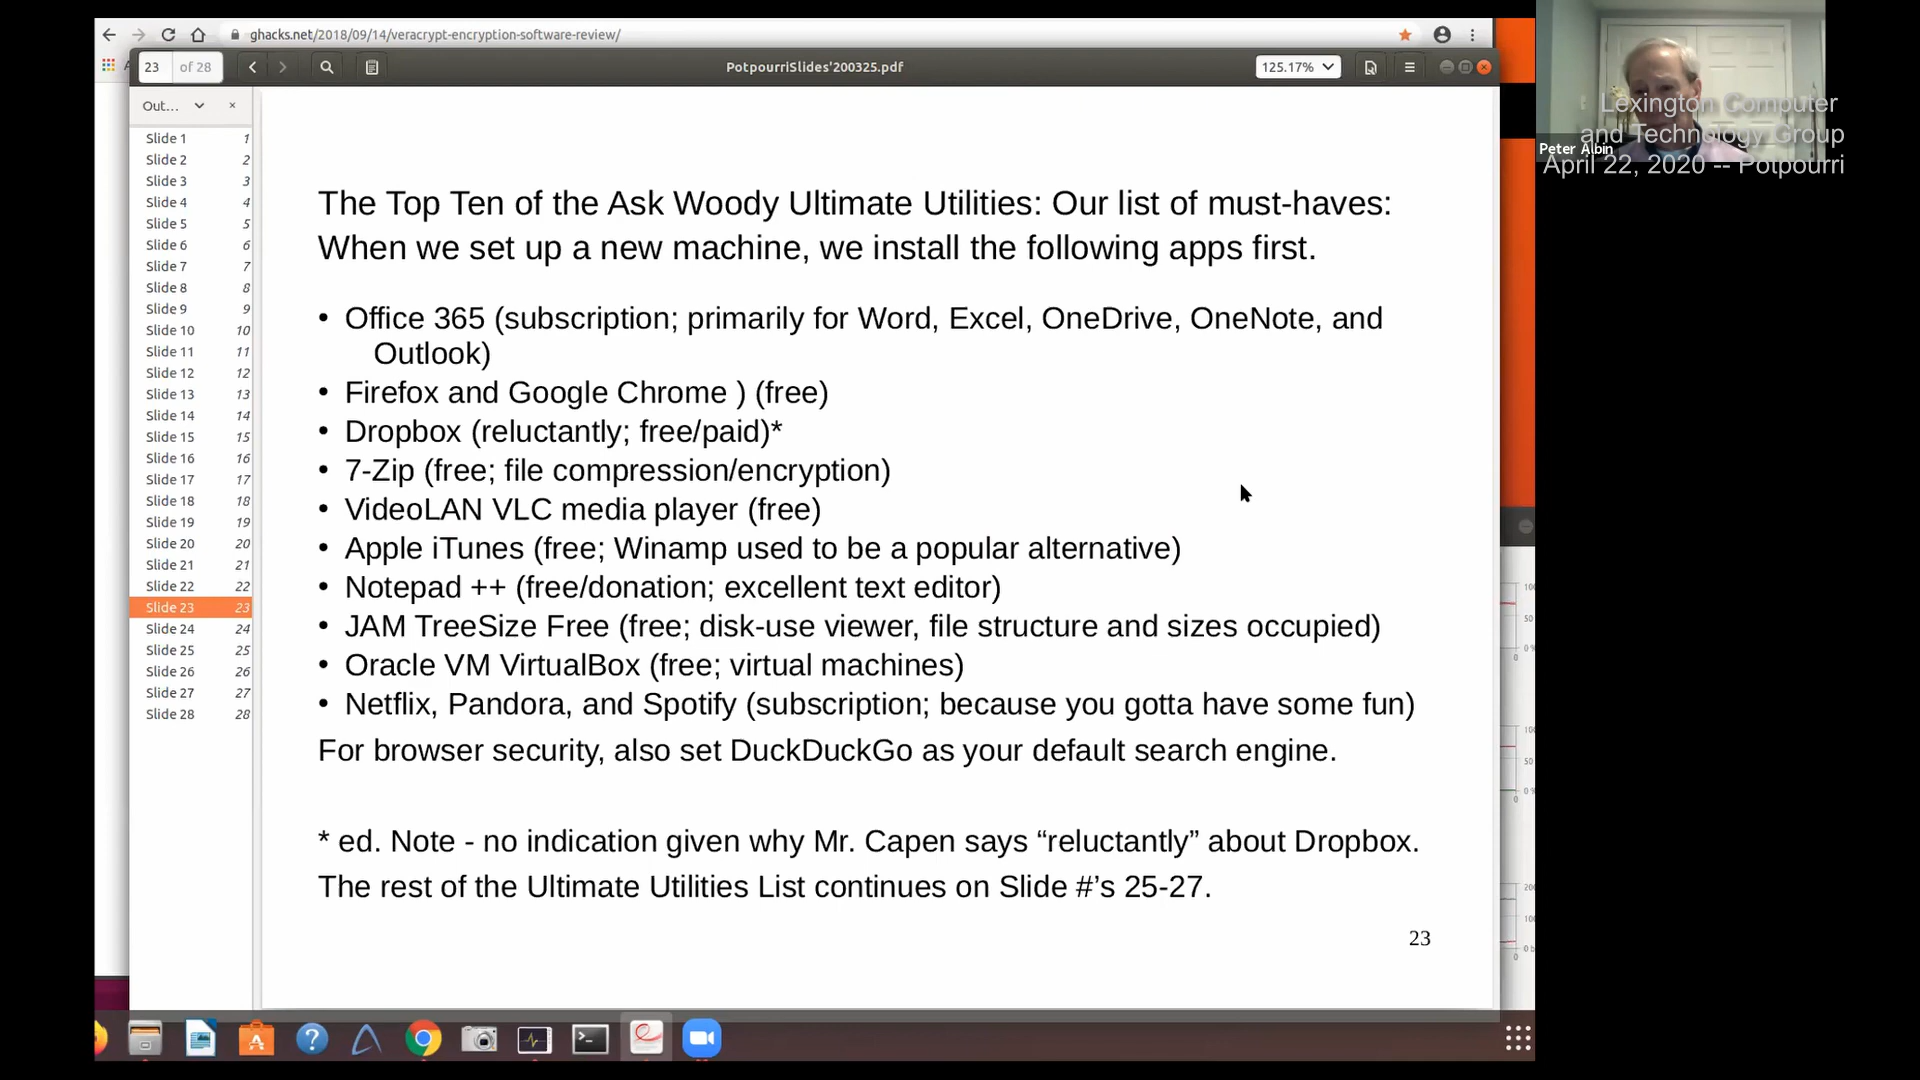 ghacks.net/2018/09/14/veracrypt-encryption-software-review/
23 of 28
PotpourriSlides'200325.pdf
125.17%
Out...
Slide 1 1
Slide 2 2
Slide 3 3
Slide 4 4
Slide 5 5
Slide 6 6
Slide 7 7
Slide 8 8
Slide 9 9
Slide 10 10
Slide 11 11
Slide 12 12
Slide 13 13
Slide 14 14
Slide 15 15
Slide 16 16
Slide 17 17
Slide 18 18
Slide 19 19
Slide 20 20
Slide 21 21
Slide 22 22
Slide 23 23
Slide 24 24
Slide 25 25
Slide 26 26
Slide 27 27
Slide 28 28
The Top Ten of the Ask Woody Ultimate Utilities: Our list of must-haves:
When we set up a new machine, we install the following apps first.
• Office 365 (subscription; primarily for Word, Excel, OneDrive, OneNote, and
Outlook)
• Firefox and Google Chrome ) (free)
• Dropbox (reluctantly; free/paid)*
• 7-Zip (free; file compression/encryption)
• VideoLAN VLC media player (free)
• Apple iTunes (free; Winamp used to be a popular alternative)
• Notepad ++ (free/donation; excellent text editor)
• JAM TreeSize Free (free; disk-use viewer, file structure and sizes occupied)
• Oracle VM VirtualBox (free; virtual machines)
• Netflix, Pandora, and Spotify (subscription; because you gotta have some fun)
For browser security, also set DuckDuckGo as your default search engine.
* ed. Note - no indication given why Mr. Capen says “reluctantly” about Dropbox.
The rest of the Ultimate Utilities List continues on Slide #’s 25-27.
23
Lexington Computer
and Technology Group
Peter Albin
April 22, 2020 -- Potpourri